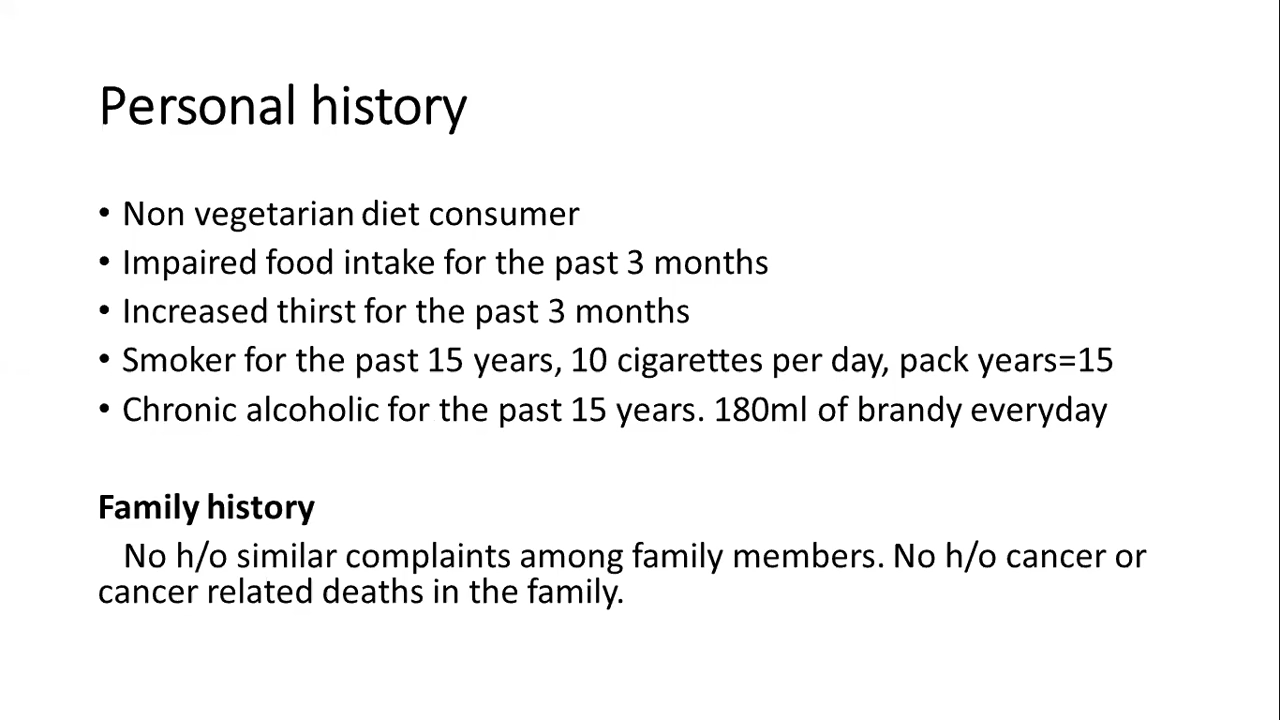 Personal history
• Non vegetarian diet consumer
• Impaired food intake for the past 3 months
• Increased thirst for the past 3 months
• Smoker for the past 15 years, 10 cigarettes per day, pack years=15
• Chronic alcoholic for the past 15 years. 180ml of brandy everyday
Family history
No h/o similar complaints among family members. No h/o cancer or
cancer related deaths in the family.